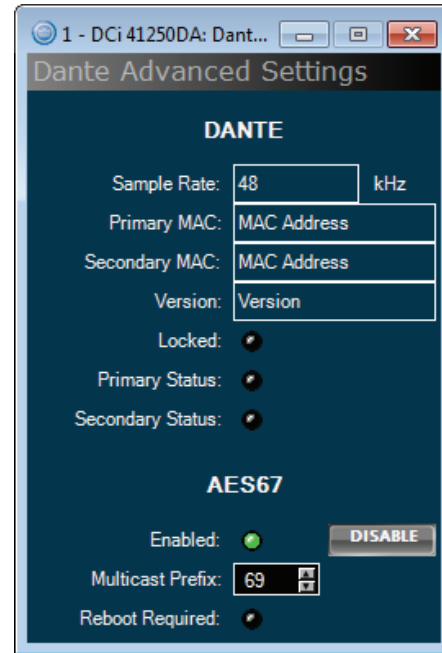 1 - DCi 41250DA: Dant...
Dante Advanced Settings
DANTE
Sample Rate: 48 kHz
Primary MAC: MAC Address
Secondary MAC: MAC Address
Version: Version
Locked:
Primary Status:
Secondary Status:
AES67
Enabled: DISABLE
Multicast Prefix: 69
Reboot Required: